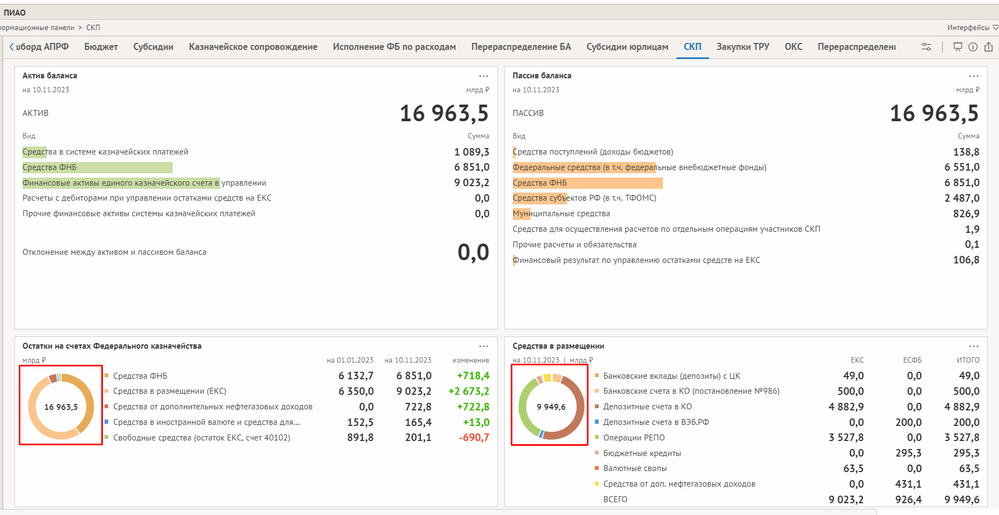 ПИАО
ормационные панели > СКП
Интерфейсы
шборд АПРФ Бюджет Субсидии Казначейское сопровождение Исполнение ФБ по расходам Перераспределение БА Субсидии юрлицам СКП Закупки ТРУ ОКС Перераспределени
Актив баланса
на 10.11.2023 млрд ₽
АКТИВ 16 963,5
Вид Сумма
Средства в системе казначейских платежей 1 089,3
Средства ФНБ 6 851,0
Финансовые активы единого казначейского счета в управлении 9 023,2
Расчеты с дебиторами при управлении остатками средств на ЕКС 0,0
Прочие финансовые активы системы казначейских платежей 0,0
Отклонение между активом и пассивом баланса 0,0
Пассив баланса
на 10.11.2023 млрд ₽
ПАССИВ 16 963,5
Вид Сумма
Средства поступлений (доходы бюджетов) 138,8
Федеральные средства (в т.ч. федеральные внебюджетные фонды) 6 551,0
Средства ФНБ 6 851,0
Средства субъектов РФ (в т.ч. ТФОМС) 2 487,0
Муниципальные средства 826,9
Средства для осуществления расчетов по отдельным операциям участников СКП 1,9
Прочие расчеты и обязательства 0,1
Финансовый результат по управлению остатками средств на ЕКС 106,8
Остатки на счетах Федерального казначейства
млрд ₽ на 01.01.2023 на 10.11.2023 изменение
16 963,5
Средства ФНБ 6 132,7 6 851,0 +718,4
Средства в размещении (ЕКС) 6 350,0 9 023,2 +2 673,2
Средства от дополнительных нефтегазовых доходов 0,0 722,8 +722,8
Средства в иностранной валюте и средства для... 152,5 165,4 +13,0
Свободные средства (остаток ЕКС, счет 40102) 891,8 201,1 -690,7
Средства в размещении
на 10.11.2023 | млрд ₽ ЕКС ЕСФБ ИТОГО
9 949,6
Банковские вклады (депозиты) с ЦК 49,0 0,0 49,0
Банковские счета в КО (постановление №986) 500,0 0,0 500,0
Депозитные счета в КО 4 882,9 0,0 4 882,9
Депозитные счета в ВЭБ.РФ 0,0 200,0 200,0
Операции РЕПО 3 527,8 0,0 3 527,8
Бюджетные кредиты 0,0 295,3 295,3
Валютные свопы 63,5 0,0 63,5
Средства от доп. нефтегазовых доходов 0,0 431,1 431,1
ВСЕГО 9 023,2 926,4 9 949,6